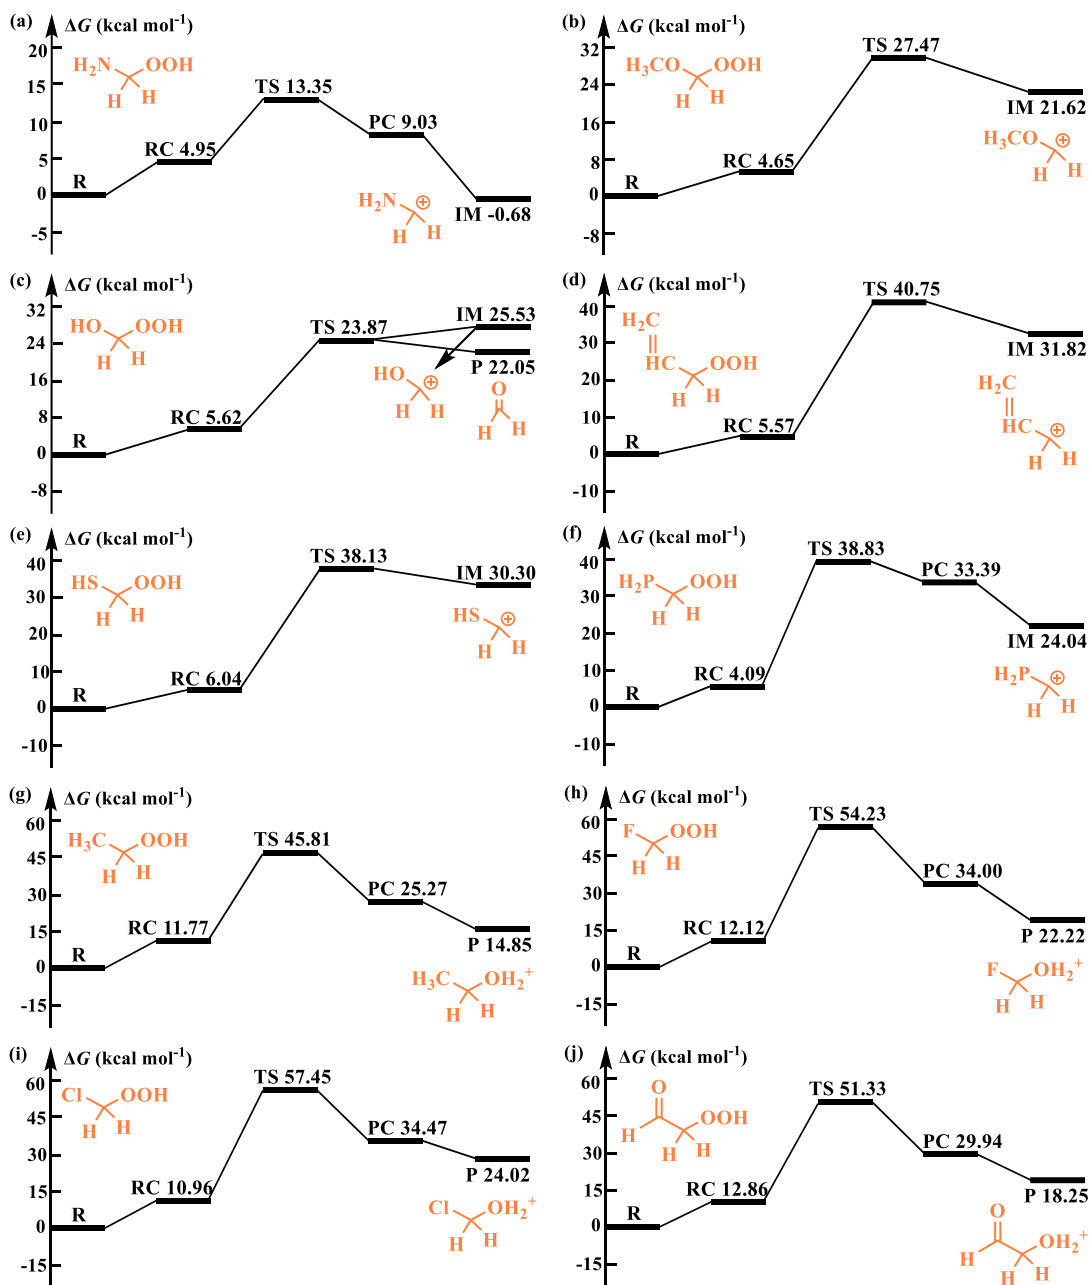 (a) ΔG (kcal mol⁻¹)
20
15
10
5
0
-5
H₂N OOOH
H H
R
RC 4.95
TS 13.35
PC 9.03
IM -0.68
H₂N ⊕
H H
(b) ΔG (kcal mol⁻¹)
32
24
16
8
0
-8
H₃CO OOOH
H H
R
RC 4.65
TS 27.47
IM 21.62
H₃CO ⊕
H H
(c) ΔG (kcal mol⁻¹)
32
24
16
8
0
-8
HO OOOH
H H
R
RC 5.62
TS 23.87
IM 25.53
P 22.05
HO ⊕
H H
O
H H
(d) ΔG (kcal mol⁻¹)
40
30
20
10
0
-10
H₂C
HC OOOH
H H
R
RC 5.57
TS 40.75
IM 31.82
H₂C
HC ⊕
H H
(e) ΔG (kcal mol⁻¹)
40
30
20
10
0
-10
HS OOOH
H H
R
RC 6.04
TS 38.13
IM 30.30
HS ⊕
H H
(f) ΔG (kcal mol⁻¹)
40
30
20
10
0
-10
H₂P OOOH
H H
R
RC 4.09
TS 38.83
PC 33.39
IM 24.04
H₂P ⊕
H H
(g) ΔG (kcal mol⁻¹)
60
45
30
15
0
-15
H₃C OOOH
H H
R
RC 11.77
TS 45.81
PC 25.27
P 14.85
H₃C OH₂⁺
H H
(h) ΔG (kcal mol⁻¹)
60
45
30
15
0
-15
F OOOH
H H
R
RC 12.12
TS 54.23
PC 34.00
P 22.22
F OH₂⁺
H H
(i) ΔG (kcal mol⁻¹)
60
45
30
15
0
-15
Cl OOOH
H H
R
RC 10.96
TS 57.45
PC 34.47
P 24.02
Cl OH₂⁺
H H
(j) ΔG (kcal mol⁻¹)
60
45
30
15
0
-15
O
H OOOH
H H
R
RC 12.86
TS 51.33
PC 29.94
P 18.25
O
H OH₂⁺
H H